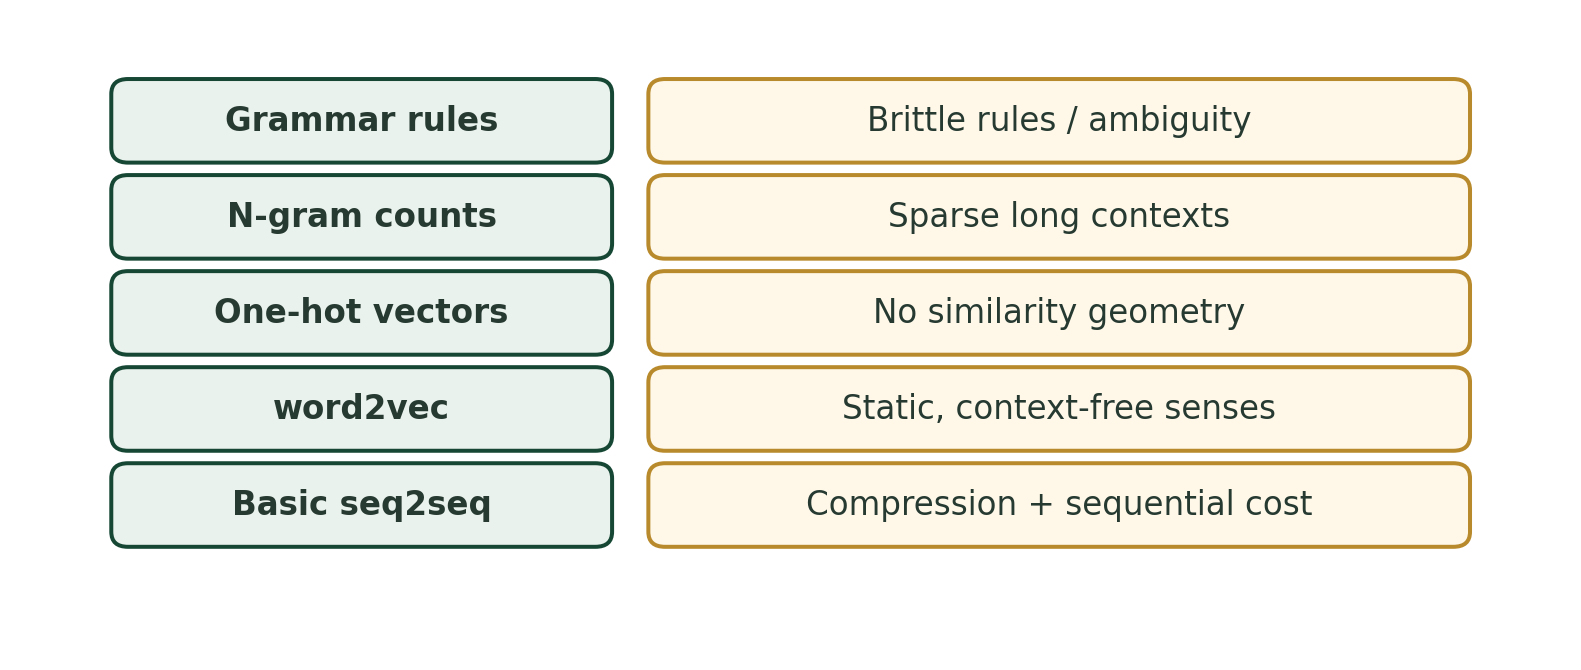 Grammar rules
Brittle rules / ambiguity
N-gram counts
Sparse long contexts
One-hot vectors
No similarity geometry
word2vec
Static, context-free senses
Basic seq2seq
Compression + sequential cost